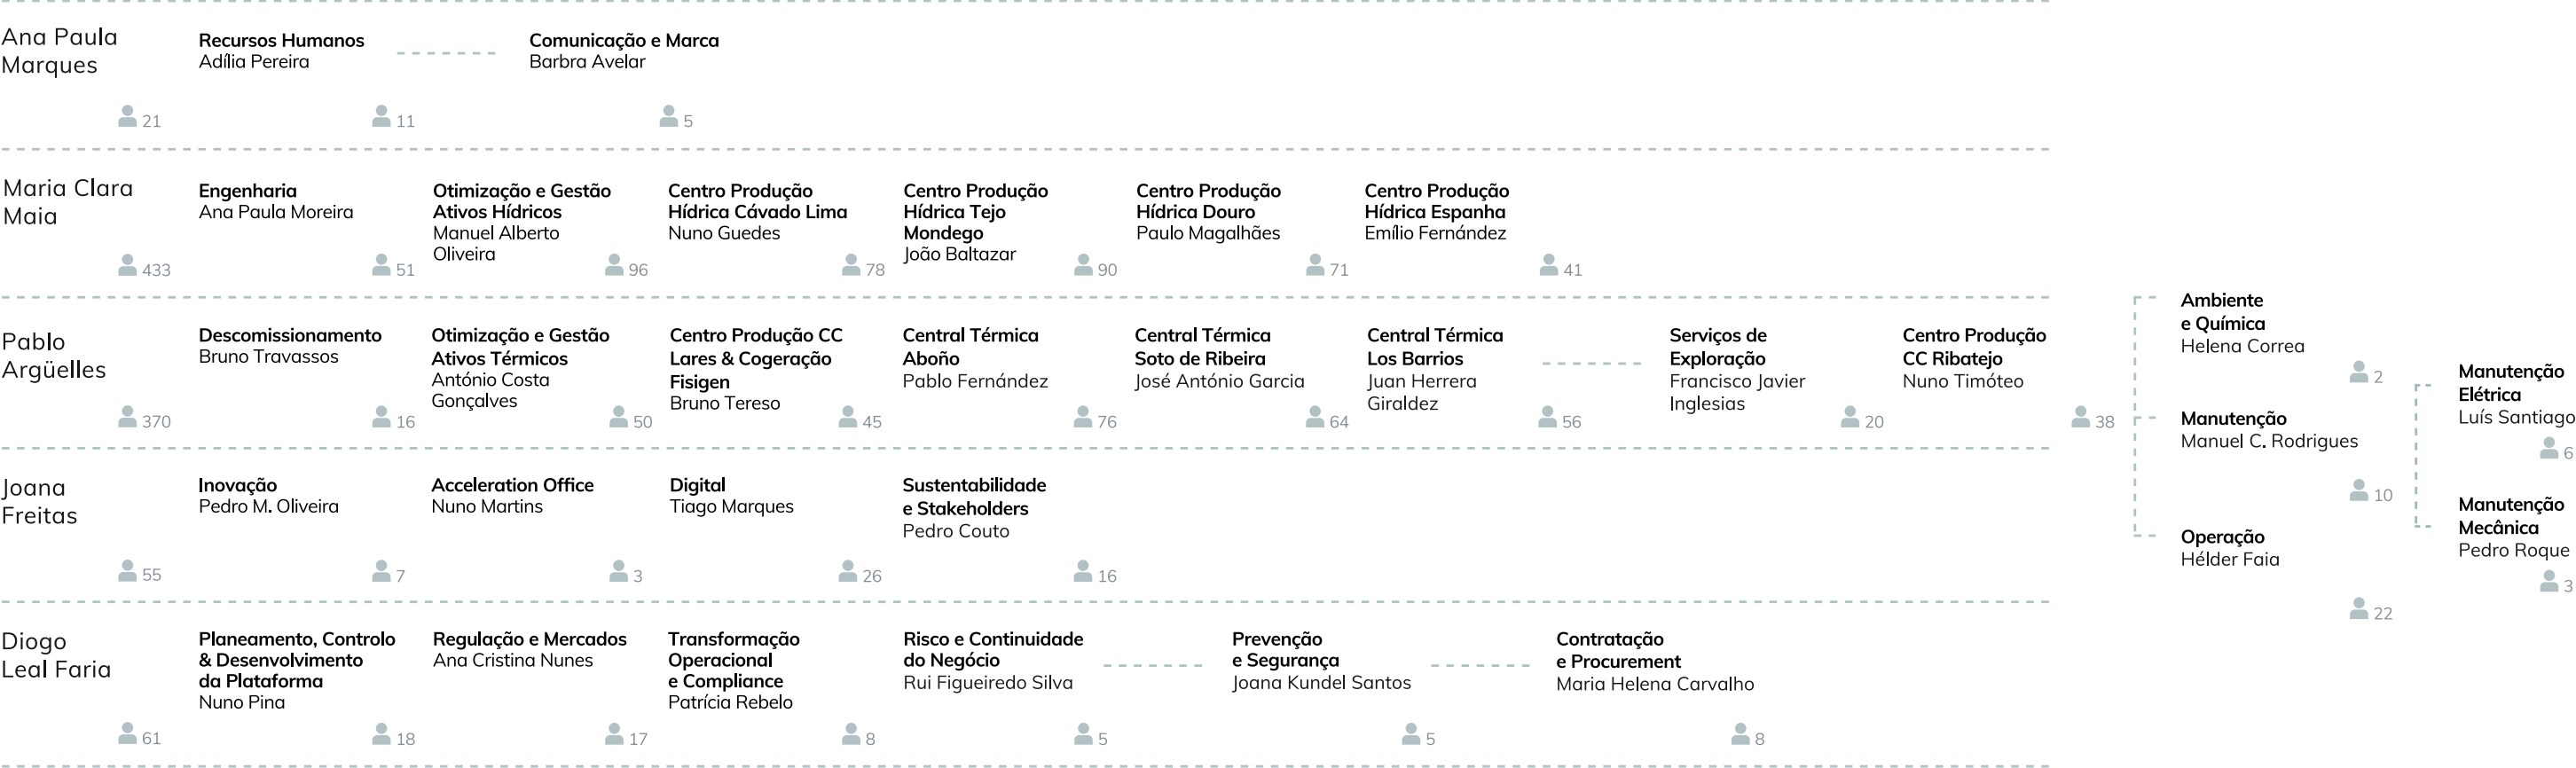 Ana Paula
Marques
21
Recursos Humanos
Adília Pereira
11
Comunicação e Marca
Barbra Avelar
5
Maria Clara
Maia
433
Engenharia
Ana Paula Moreira
51
Otimização e Gestão
Ativos Hídricos
Manuel Alberto
Oliveira
96
Centro Produção
Hídrica Cávado Lima
Nuno Guedes
78
Centro Produção
Hídrica Tejo
Mondego
João Baltazar
90
Centro Produção
Hídrica Douro
Paulo Magalhães
71
Centro Produção
Hídrica Espanha
Emílio Fernández
41
Pablo
Argüelles
370
Descomissionamento
Bruno Travassos
16
Otimização e Gestão
Ativos Térmicos
António Costa
Gonçalves
50
Centro Produção CC
Lares & Cogeração
Fisigen
Bruno Tereso
45
Central Térmica
Aboño
Pablo Fernández
76
Central Térmica
Soto de Ribeira
José António Garcia
64
Central Térmica
Los Barrios
Juan Herrera
Giraldez
56
Serviços de
Exploração
Francisco Javier
Inglesias
20
Centro Produção
CC Ribatejo
Nuno Timóteo
38
Ambiente
e Química
Helena Correa
2
Manutenção
Manuel C. Rodrigues
10
Operação
Hélder Faia
22
Manutenção
Elétrica
Luís Santiago
6
Manutenção
Mecânica
Pedro Roque
3
Joana
Freitas
55
Inovação
Pedro M. Oliveira
7
Acceleration Office
Nuno Martins
3
Digital
Tiago Marques
26
Sustentabilidade
e Stakeholders
Pedro Couto
16
Diogo
Leal Faria
61
Planeamento, Controlo
& Desenvolvimento
da Plataforma
Nuno Pina
18
Regulação e Mercados
Ana Cristina Nunes
17
Transformação
Operacional
e Compliance
Patrícia Rebelo
8
Risco e Continuidade
do Negócio
Rui Figueiredo Silva
5
Prevenção
e Segurança
Joana Kundel Santos
5
Contratação
e Procurement
Maria Helena Carvalho
8